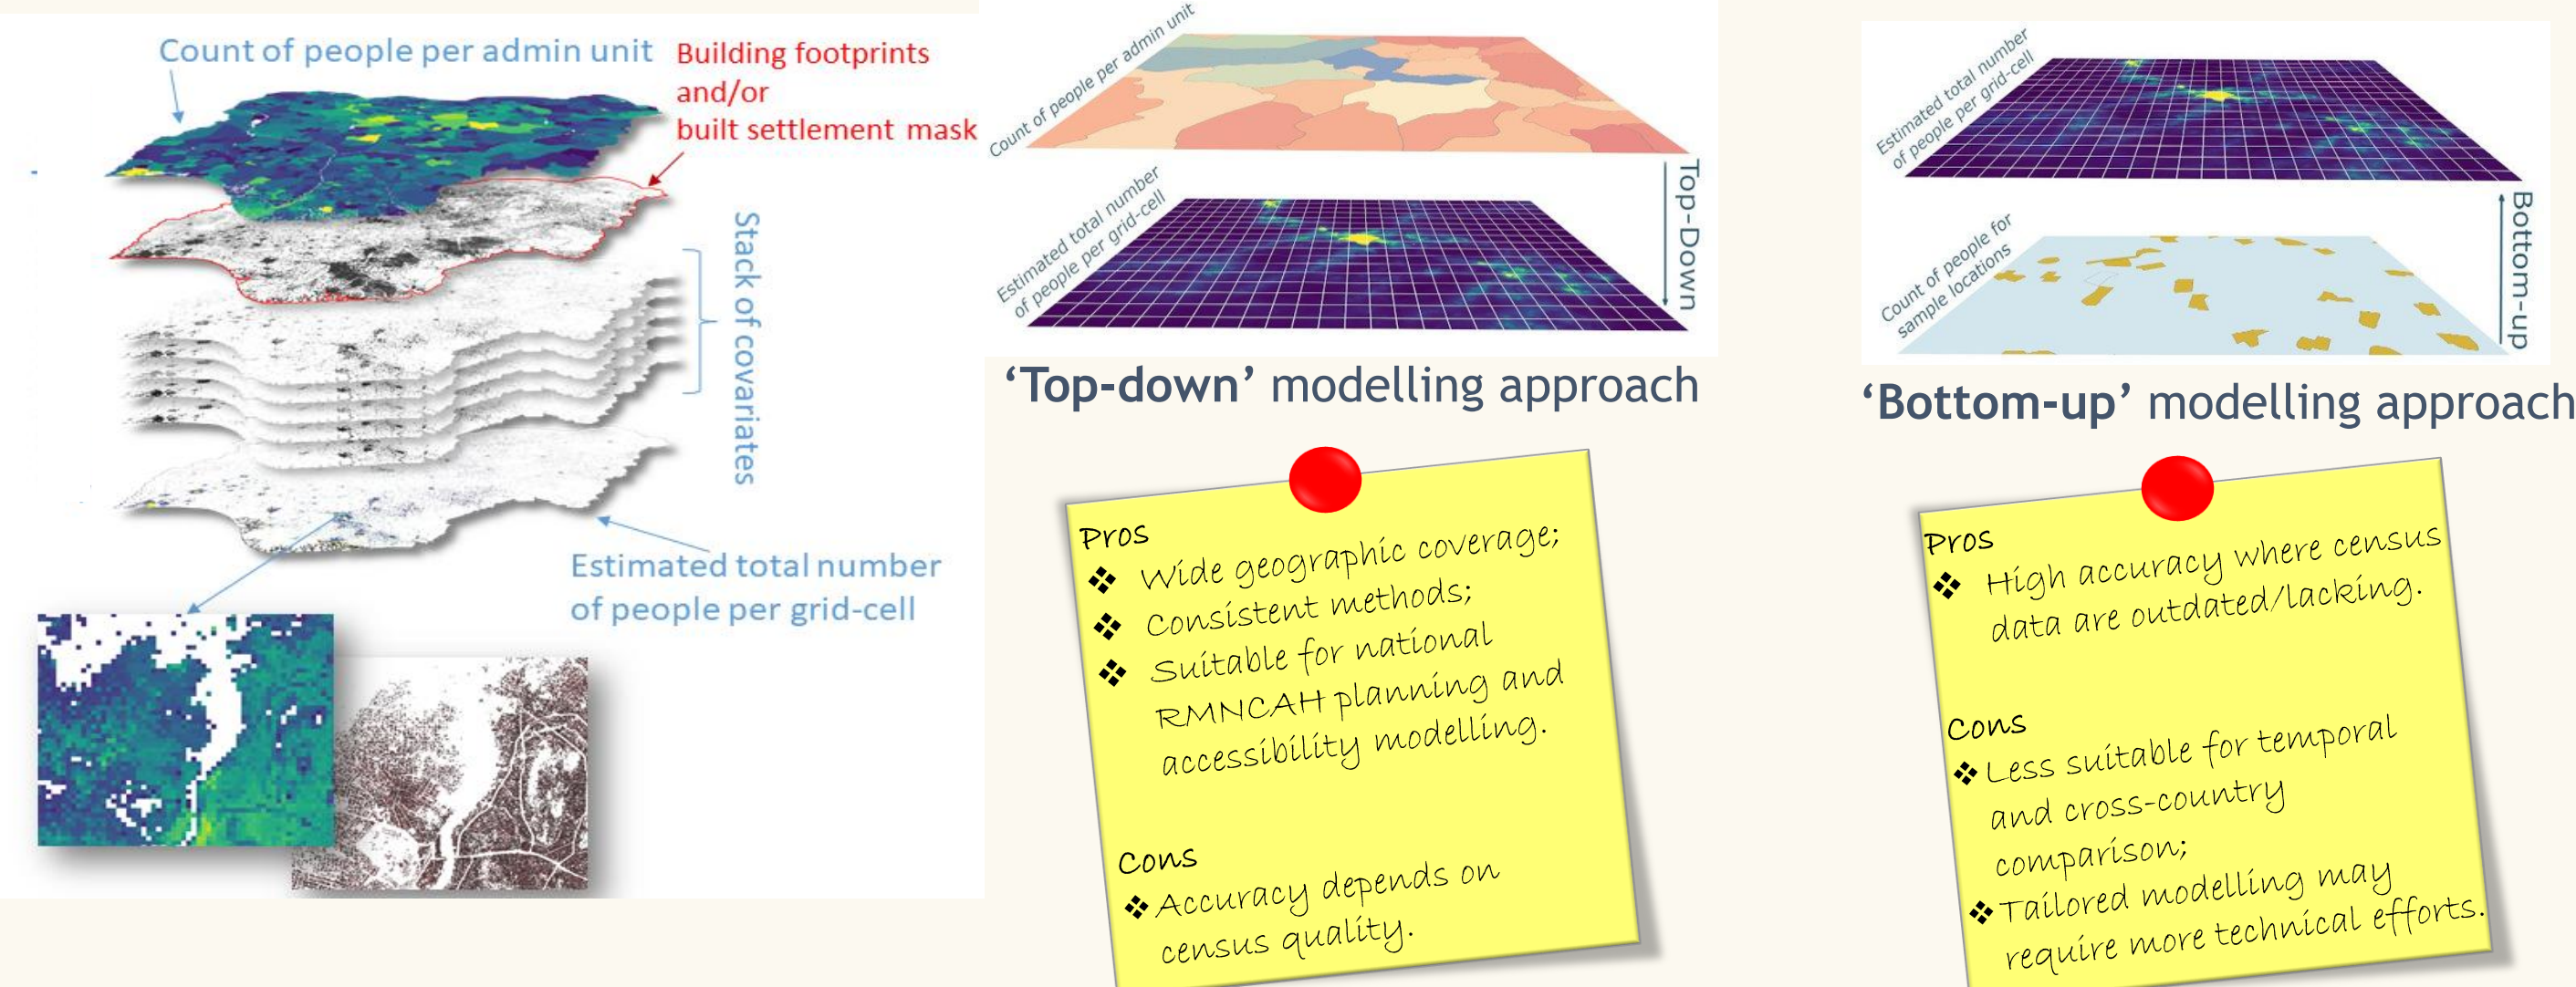 Count of people per admin unit
Building footprints
and/or
built settlement mask
Stack of covariates
Estimated total number
of people per grid-cell
Count of people per admin unit
Estimated total number
of people per grid-cell
Top-Down
‘Top-down’ modelling approach
Pros
❖ Wide geographic coverage;
❖ Consistent methods;
❖ Suitable for national
RMNCAH planning and
accessibility modelling.
Cons
❖ Accuracy depends on
census quality.
Estimated total number
of people per grid-cell
Count of people for
sample locations
Bottom-up
‘Bottom-up’ modelling approach
Pros
❖ High accuracy where census
data are outdated/lacking.
Cons
❖ Less suitable for temporal
and cross-country
comparison;
❖ Tailored modelling may
require more technical efforts.